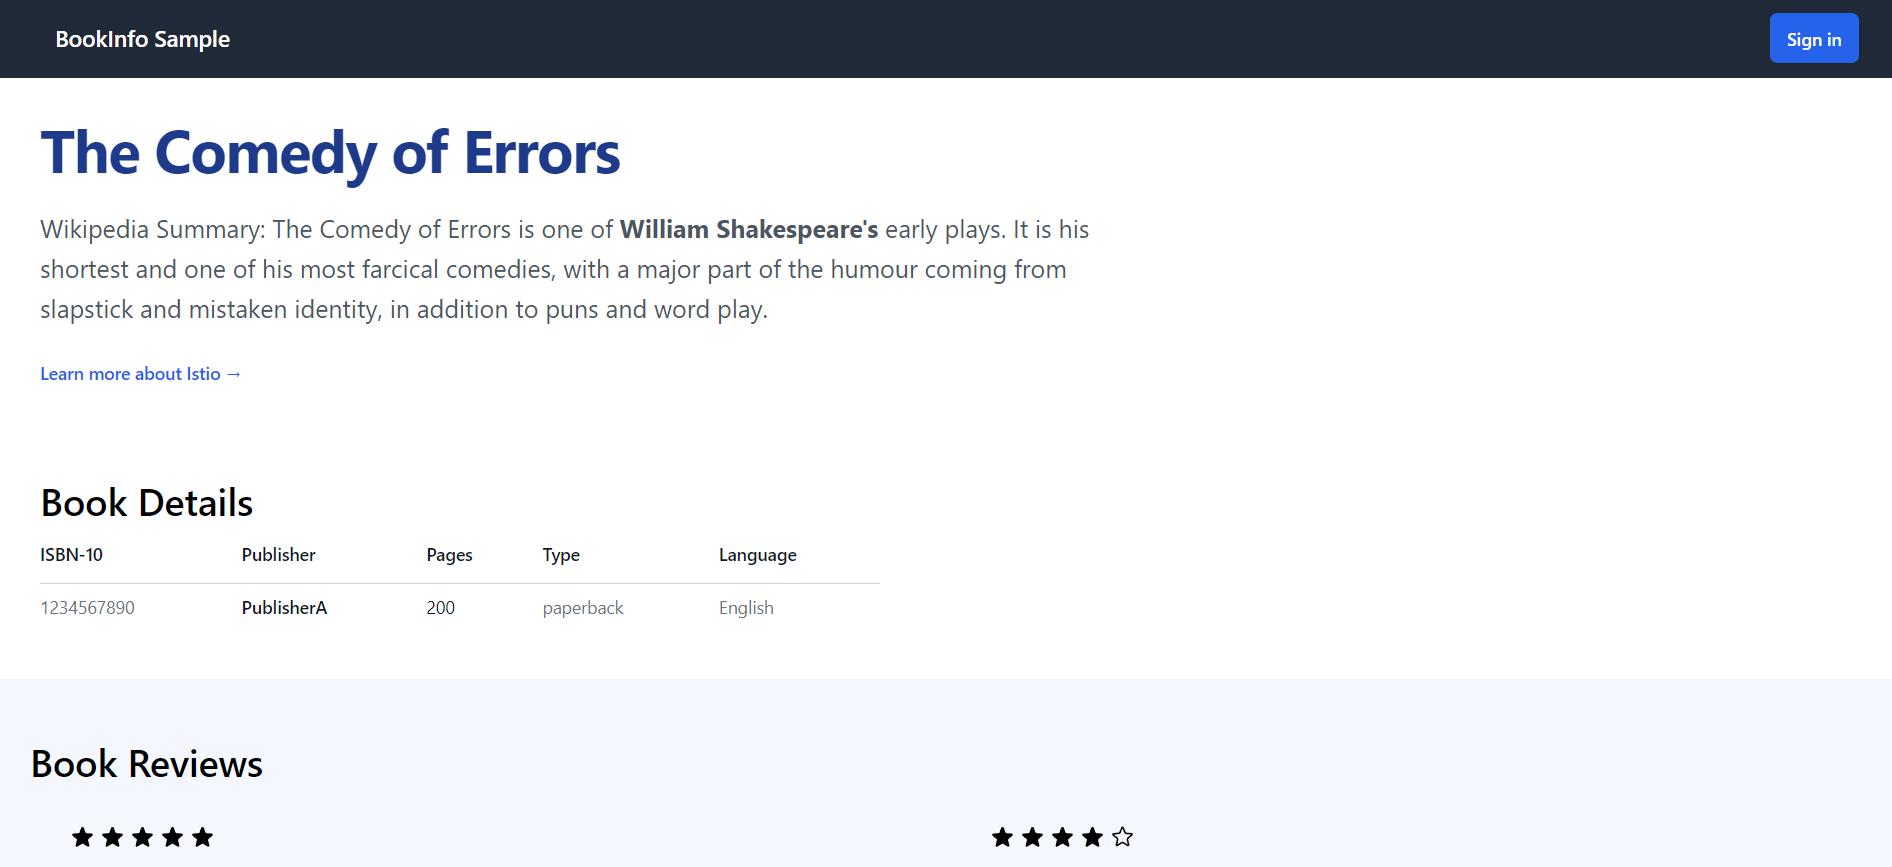 BookInfo Sample
Sign in
The Comedy of Errors
Wikipedia Summary: The Comedy of Errors is one of William Shakespeare's early plays. It is his
shortest and one of his most farcical comedies, with a major part of the humour coming from
slapstick and mistaken identity, in addition to puns and word play.
Learn more about Istio →
Book Details
ISBN-10 Publisher Pages Type Language
1234567890 PublisherA 200 paperback English
Book Reviews